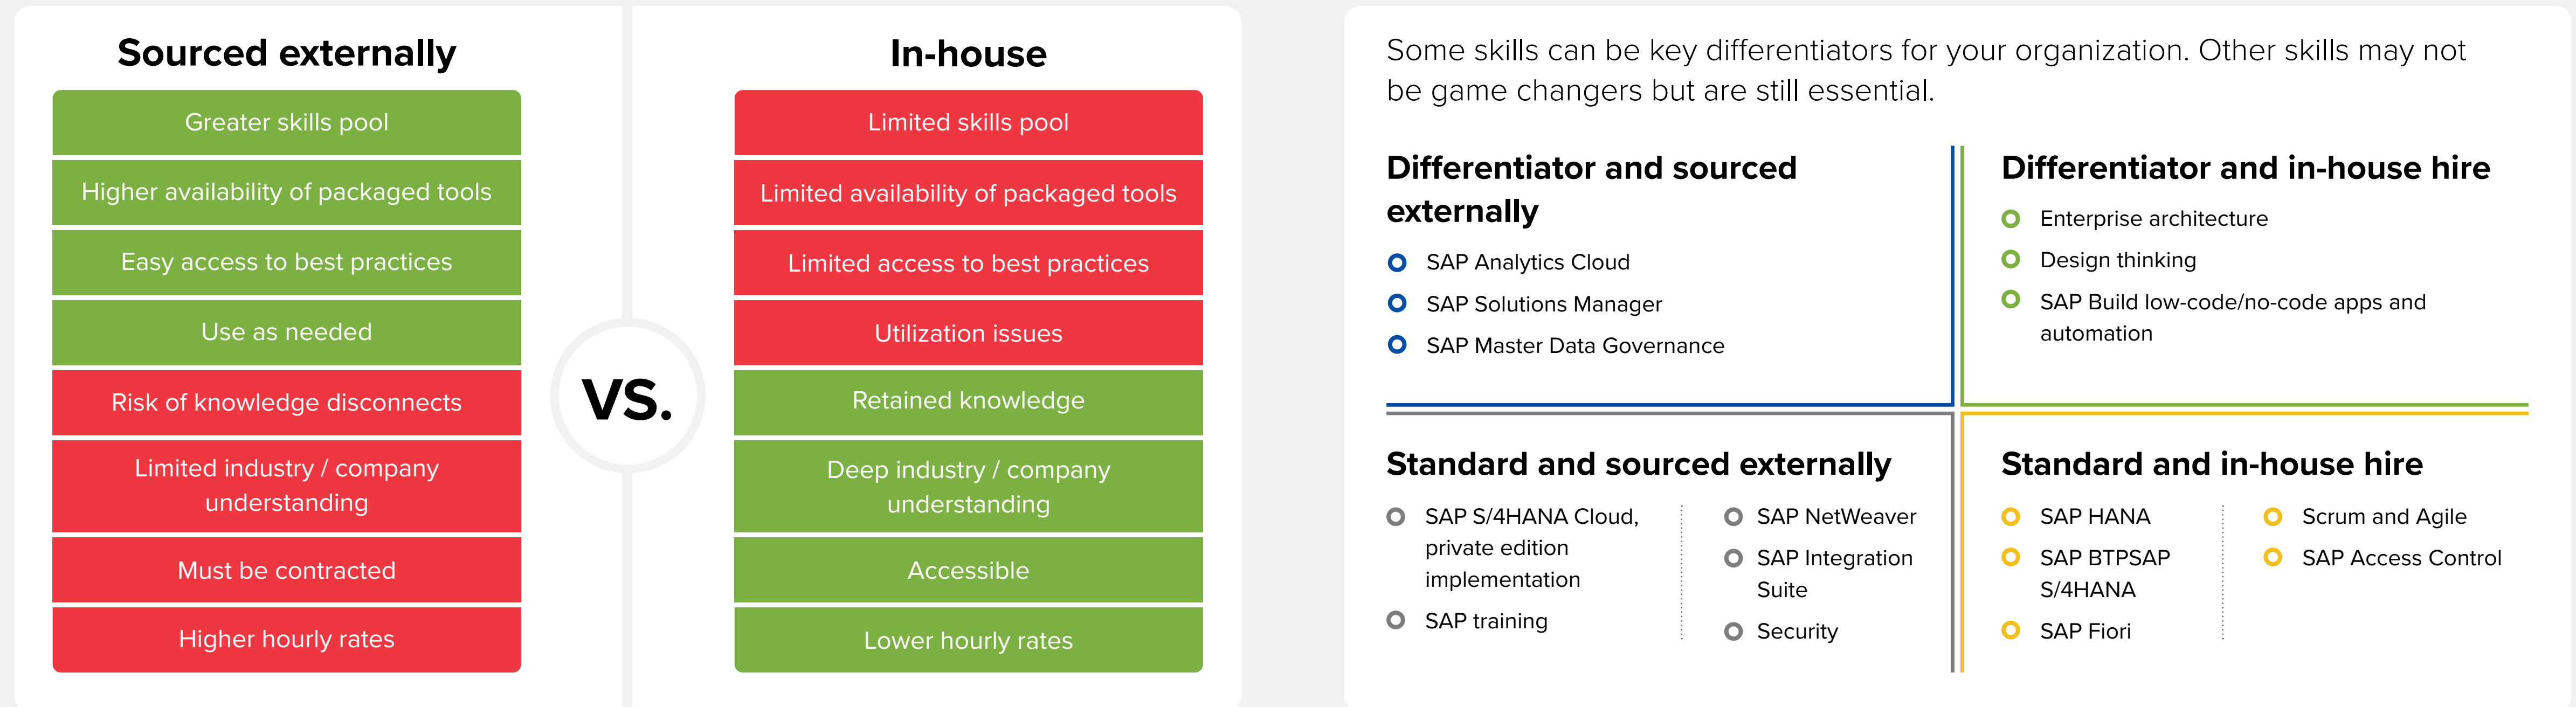 Sourced externally
Greater skills pool
Higher availability of packaged tools
Easy access to best practices
Use as needed
Risk of knowledge disconnects
Limited industry / company
understanding
Must be contracted
Higher hourly rates
VS.
In-house
Limited skills pool
Limited availability of packaged tools
Limited access to best practices
Utilization issues
Retained knowledge
Deep industry / company
understanding
Accessible
Lower hourly rates
Some skills can be key differentiators for your organization. Other skills may not
be game changers but are still essential.
Differentiator and sourced
externally
SAP Analytics Cloud
SAP Solutions Manager
SAP Master Data Governance
Differentiator and in-house hire
Enterprise architecture
Design thinking
SAP Build low-code/no-code apps and
automation
Standard and sourced externally
SAP S/4HANA Cloud,
private edition
implementation
SAP training
SAP NetWeaver
SAP Integration
Suite
Security
Standard and in-house hire
SAP HANA
SAP BTPSAP
S/4HANA
SAP Fiori
Scrum and Agile
SAP Access Control